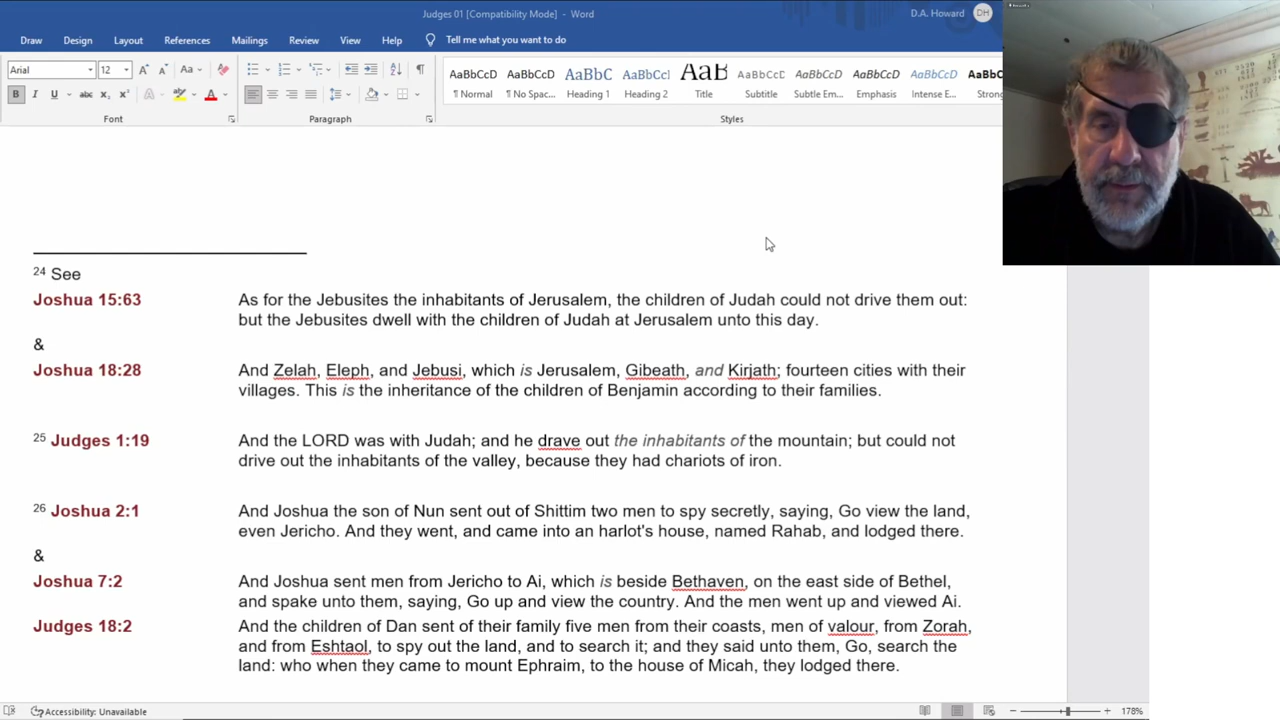 Judges 01 [Compatibility Mode] - Word
D.A. Howard DH
Draw Design Layout References Mailings Review View Help Tell me what you want to do
Arial 12
AaBbCcD AaBbCcD AaBbC AaBbCcl AaB AaBbCcD AaBbCcD AaBbCcD AaBbCcD AaBbCc
¶ Normal ¶ No Spac... Heading 1 Heading 2 Title Subtitle Subtle Em... Emphasis Intense E... Strong
Font Paragraph Styles
24 See
Joshua 15:63 As for the Jebusites the inhabitants of Jerusalem, the children of Judah could not drive them out:
but the Jebusites dwell with the children of Judah at Jerusalem unto this day.
&
Joshua 18:28 And Zelah, Eleph, and Jebusi, which is Jerusalem, Gibeath, and Kirjath; fourteen cities with their
villages. This is the inheritance of the children of Benjamin according to their families.
25 Judges 1:19 And the LORD was with Judah; and he drave out the inhabitants of the mountain; but could not
drive out the inhabitants of the valley, because they had chariots of iron.
26 Joshua 2:1 And Joshua the son of Nun sent out of Shittim two men to spy secretly, saying, Go view the land,
even Jericho. And they went, and came into an harlot's house, named Rahab, and lodged there.
&
Joshua 7:2 And Joshua sent men from Jericho to Ai, which is beside Bethaven, on the east side of Bethel,
and spake unto them, saying, Go up and view the country. And the men went up and viewed Ai.
Judges 18:2 And the children of Dan sent of their family five men from their coasts, men of valour, from Zorah,
and from Eshtaol, to spy out the land, and to search it; and they said unto them, Go, search the
land: who when they came to mount Ephraim, to the house of Micah, they lodged there.
Accessibility: Unavailable
178%